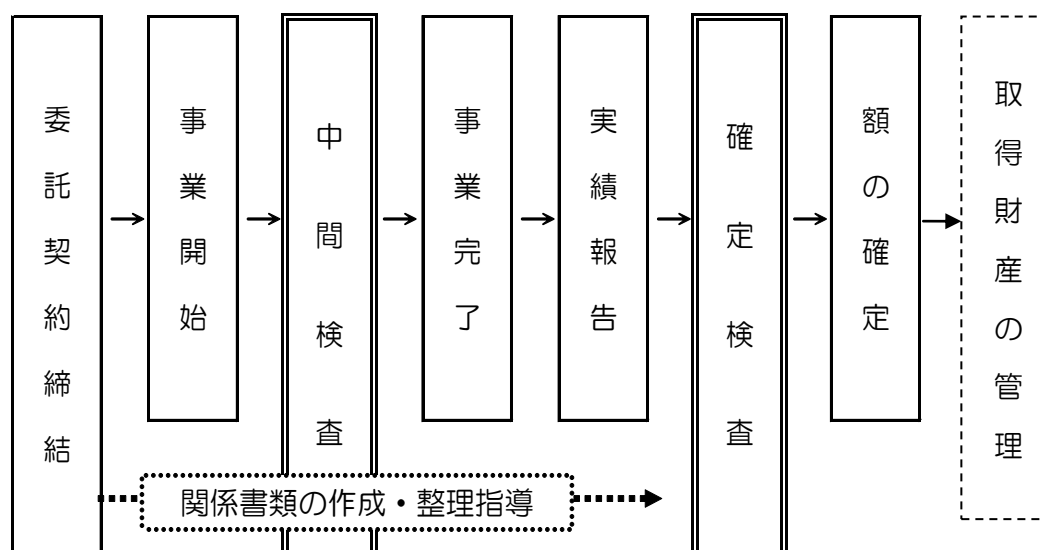 委託契約締結
事業開始
中間検査
事業完了
実績報告
確定検査
額の確定
取得財産の管理
関係書類の作成・整理指導